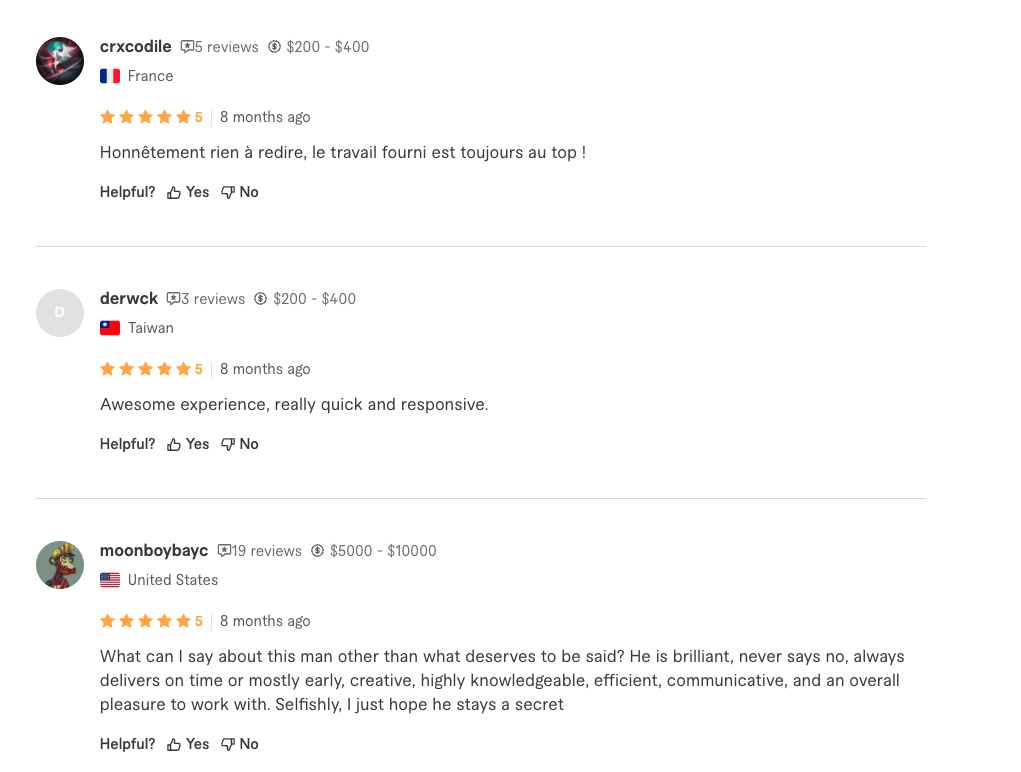 crxcodile 5 reviews $200 - $400
France
5 8 months ago
Honnêtement rien à redire, le travail fourni est toujours au top !
Helpful? Yes No
D
derwck 3 reviews $200 - $400
Taiwan
5 8 months ago
Awesome experience, really quick and responsive.
Helpful? Yes No
moonboybayc 19 reviews $5000 - $10000
United States
5 8 months ago
What can I say about this man other than what deserves to be said? He is brilliant, never says no, always
delivers on time or mostly early, creative, highly knowledgeable, efficient, communicative, and an overall
pleasure to work with. Selfishly, I just hope he stays a secret
Helpful? Yes No